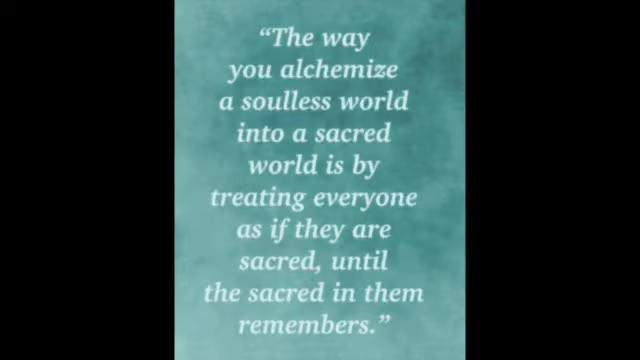 “The way
you alchemize
a soulless world
into a sacred
world is by
treating everyone
as if they are
sacred, until
the sacred in them
remembers.”